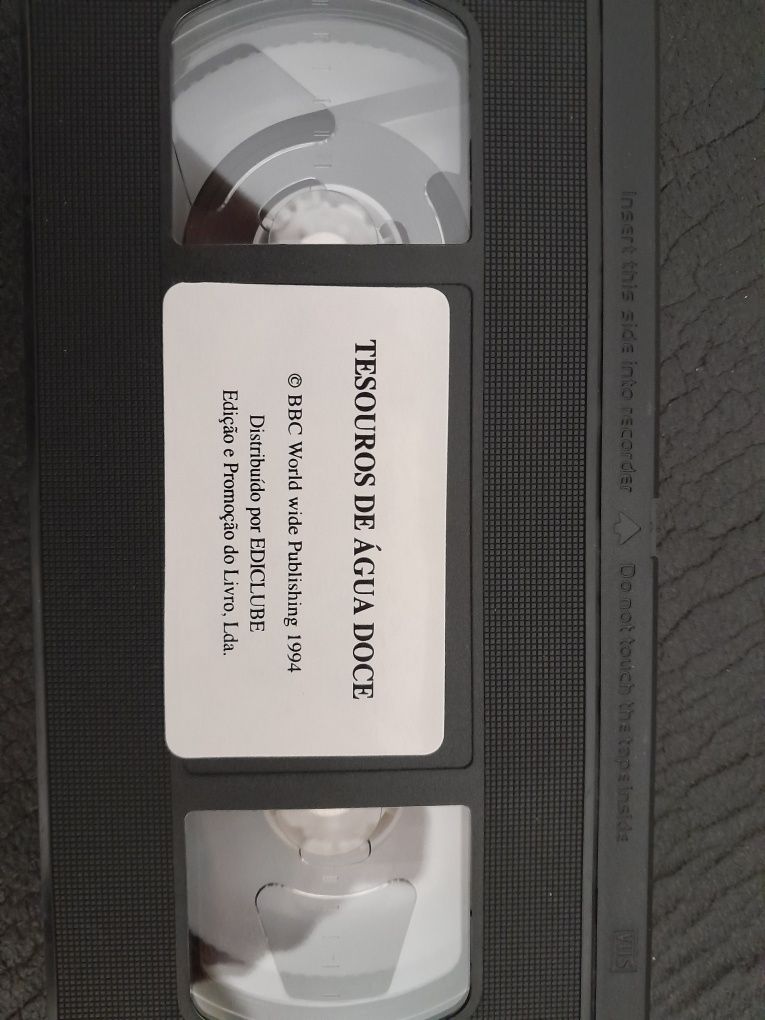 TESOUROS DE ÁGUA DOCE
© BBC World wide Publishing 1994
Distribuído por EDICLUBE
Edição e Promoção do Livro, Lda.
Insert this side into recorder
Do not touch the tape inside
VHS